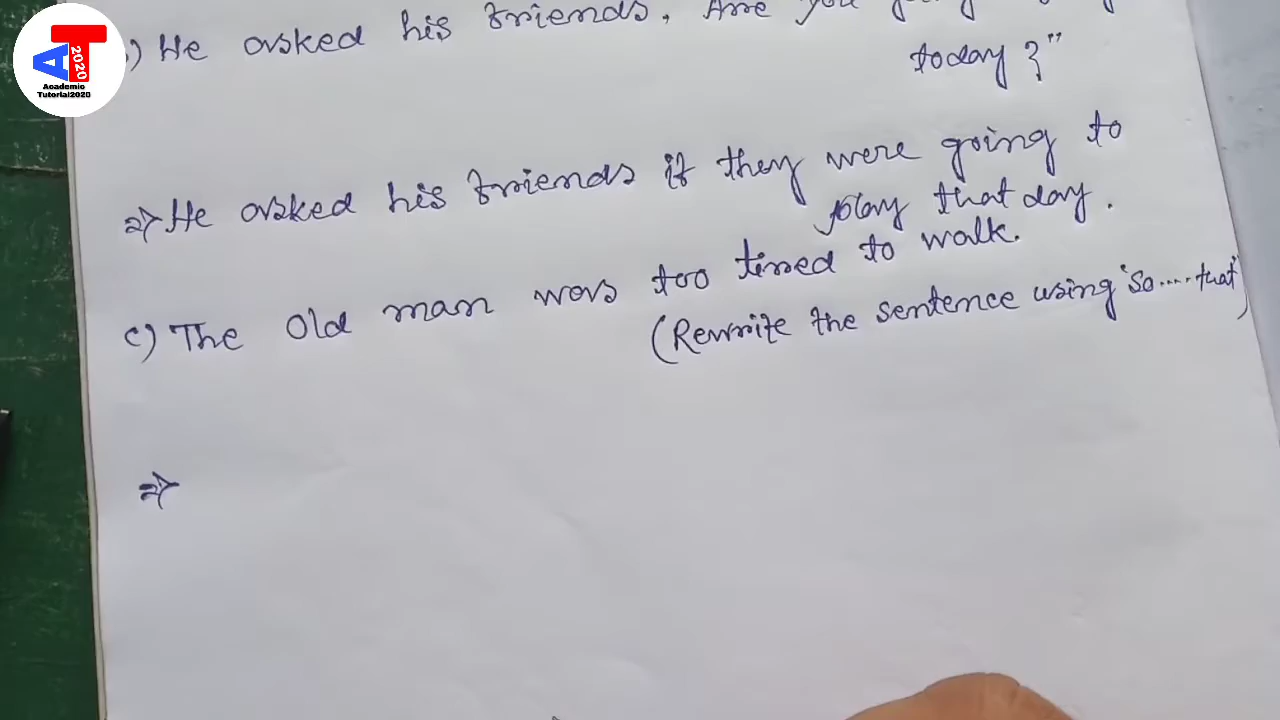 AT
2020
Academic
Tutorial2020
) He asked his friends, Are you
today ?"
=> He asked his friends if they were going to
play that day.
c) The Old man was too tired to walk.
(Rewrite the sentence using 'So....that')
=>